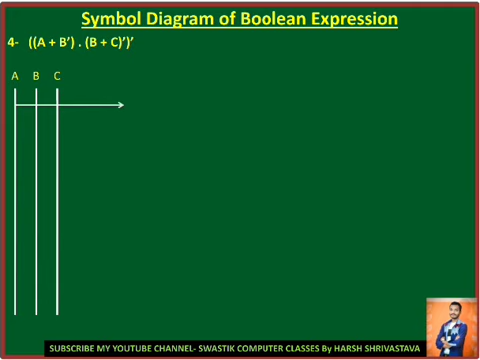 Symbol Diagram of Boolean Expression
4- ((A + B’) . (B + C)’)’
A B C
SUBSCRIBE MY YOUTUBE CHANNEL- SWASTIK COMPUTER CLASSES By HARSH SHRIVASTAVA